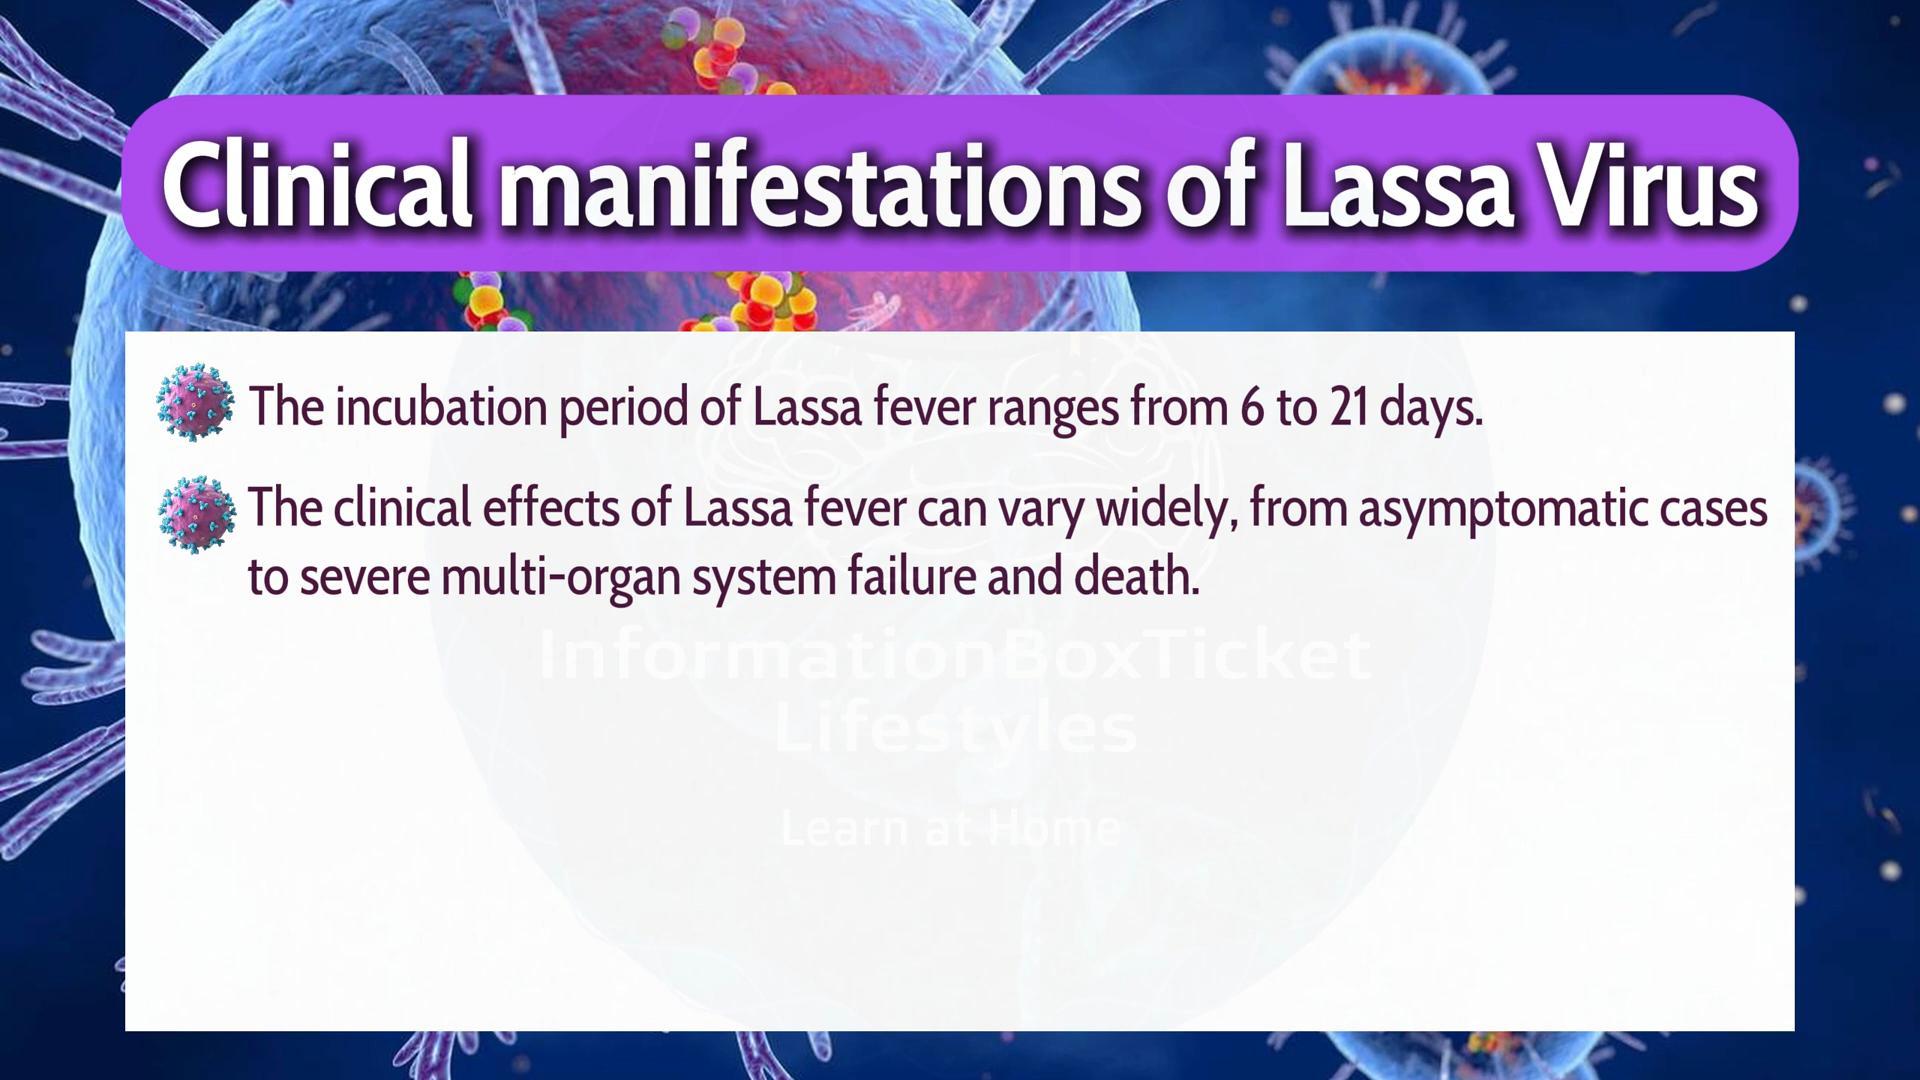 Clinical manifestations of Lassa Virus
The incubation period of Lassa fever ranges from 6 to 21 days.
The clinical effects of Lassa fever can vary widely, from asymptomatic cases
to severe multi-organ system failure and death.
InformationBoxTicket
Lifestyles
Learn at Home